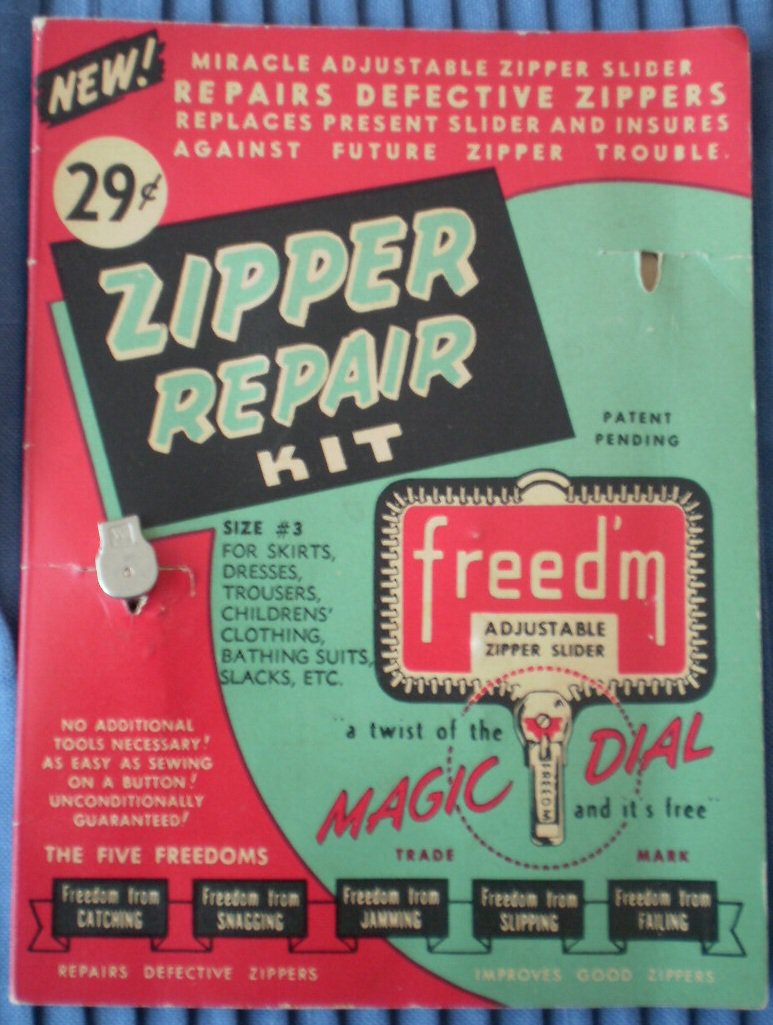 NEW!
MIRACLE ADJUSTABLE ZIPPER SLIDER
REPAIRS DEFECTIVE ZIPPERS
REPLACES PRESENT SLIDER AND INSURES
AGAINST FUTURE ZIPPER TROUBLE.
29¢
ZIPPER
REPAIR
KIT
PATENT
PENDING
SIZE #3
FOR SKIRTS,
DRESSES,
TROUSERS,
CHILDRENS'
CLOTHING,
BATHING SUITS,
SLACKS, ETC.
freed'm
ADJUSTABLE
ZIPPER SLIDER
"a twist of the
MAGIC DIAL
FREEDM
and it's free"
TRADE MARK
NO ADDITIONAL
TOOLS NECESSARY!
AS EASY AS SEWING
ON A BUTTON!
UNCONDITIONALLY
GUARANTEED!
THE FIVE FREEDOMS
Freedom from
CATCHING
Freedom from
SNAGGING
Freedom from
JAMMING
Freedom from
SLIPPING
Freedom from
FAILING
REPAIRS DEFECTIVE ZIPPERS
IMPROVES GOOD ZIPPERS